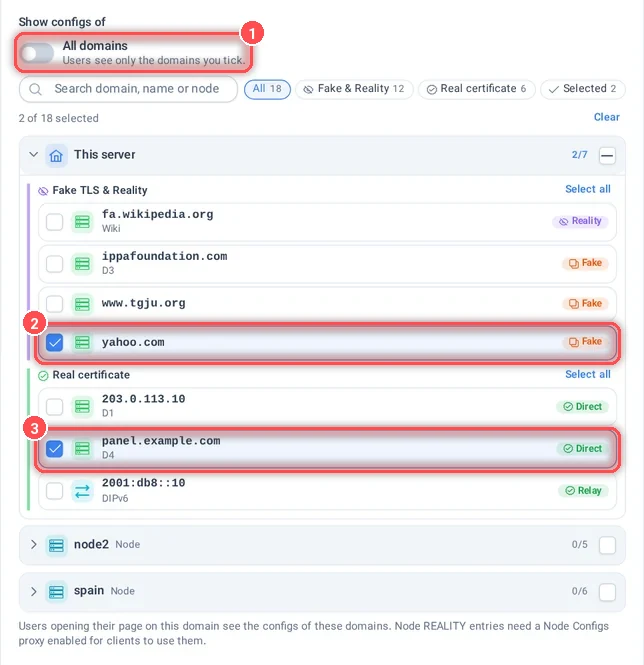 Show configs of
1
All domains
Users see only the domains you tick.
Search domain, name or node
All 18
Fake & Reality 12
Real certificate 6
Selected 2
2 of 18 selected
Clear
This server
2/7
Fake TLS & Reality
Select all
fa.wikipedia.org
Wiki
Reality
ippafoundation.com
D3
Fake
www.tgju.org
Fake
2
yahoo.com
Fake
Real certificate
Select all
203.0.113.10
D1
Direct
3
panel.example.com
D4
Direct
2001:db8::10
DIPv6
Relay
node2 Node
0/5
spain Node
0/6
Users opening their page on this domain see the configs of these domains. Node REALITY entries need a Node Configs
proxy enabled for clients to use them.